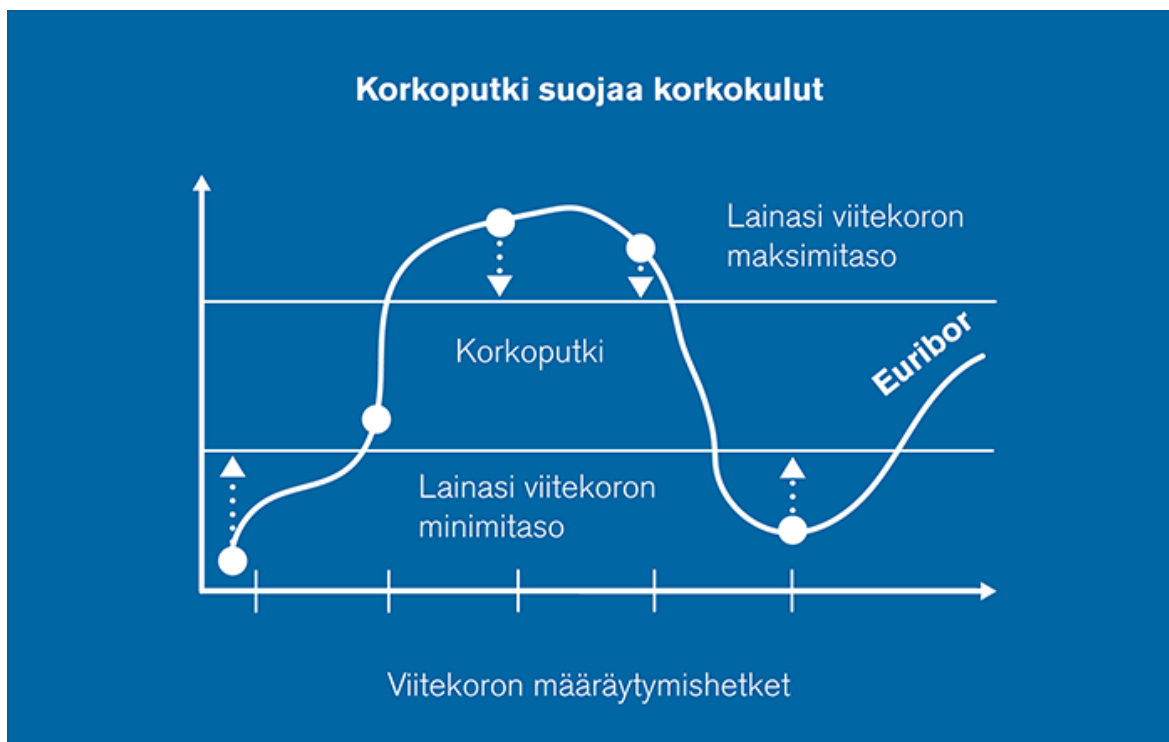 Korkoputki suojaa korkokulut
Lainasi viitekoron
maksimitaso
Korkoputki
Euribor
Lainasi viitekoron
minimitaso
Viitekoron määräytymishetket